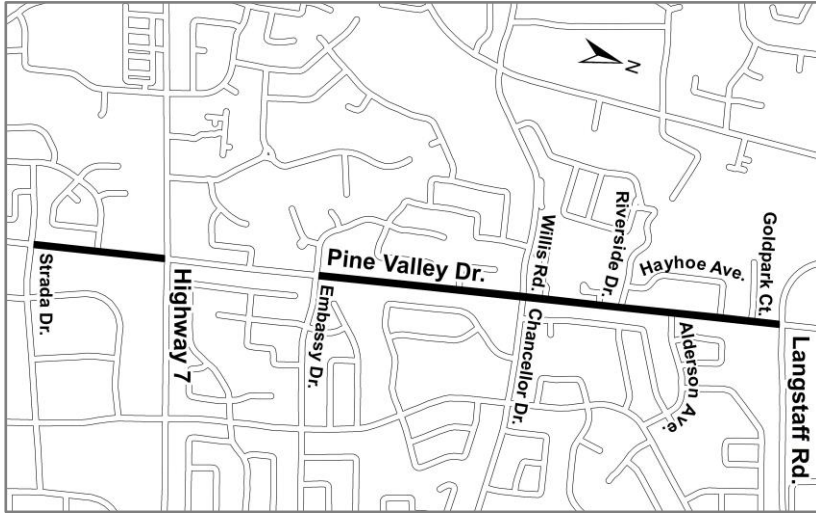 N
Goldpark Ct.
Riverside Dr.
Willis Rd.
Hayhoe Ave.
Pine Valley Dr.
Strada Dr.
Highway 7
Embassy Dr.
Chancellor Dr.
Alderson Ave.
Langstaff Rd.